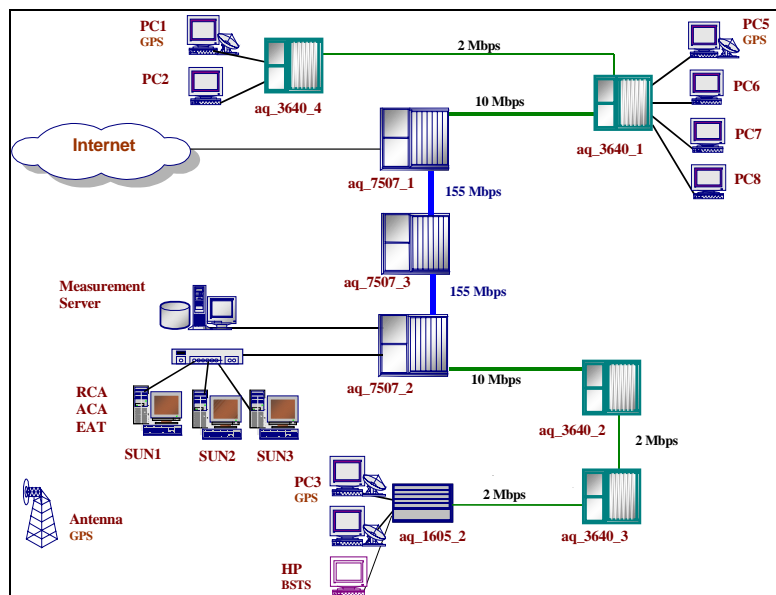 PC1
GPS
PC2
aq_3640_4
2 Mbps
PC5
GPS
PC6
PC7
PC8
10 Mbps
aq_3640_1
Internet
aq_7507_1
155 Mbps
aq_7507_3
155 Mbps
Measurement
Server
aq_7507_2
10 Mbps
RCA
ACA
EAT
SUN1
SUN2
SUN3
aq_3640_2
2 Mbps
PC3
GPS
2 Mbps
aq_1605_2
aq_3640_3
Antenna
GPS
HP
BSTS